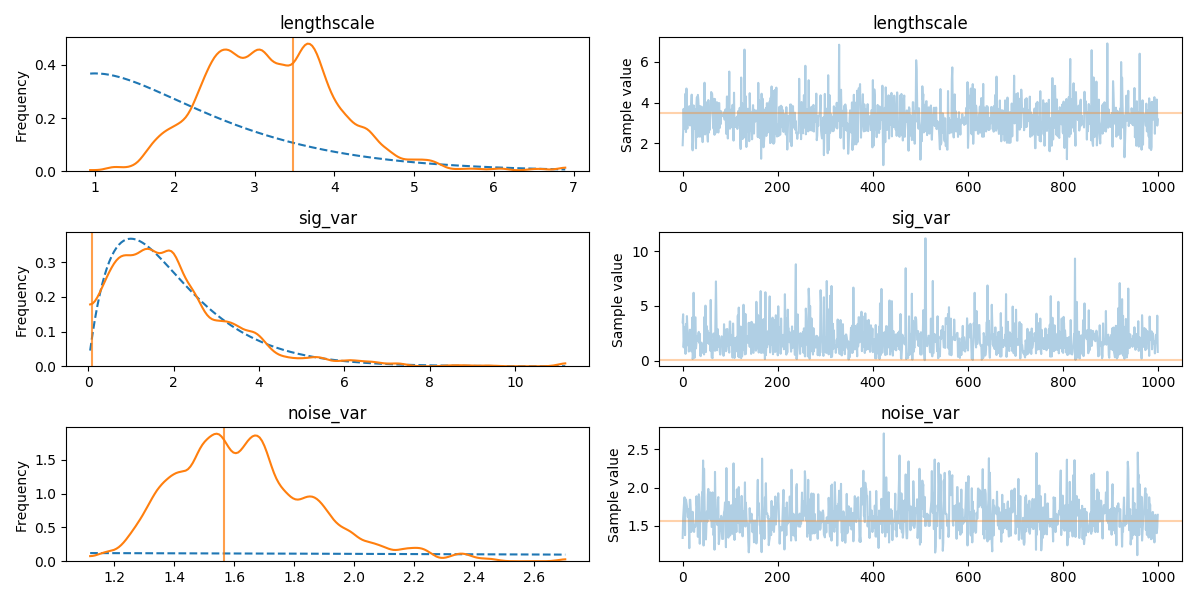 lengthscale
Frequency
0.4
0.2
0.0
1 2 3 4 5 6 7
lengthscale
Sample value
6
4
2
0 200 400 600 800 1000
sig_var
Frequency
0.3
0.2
0.1
0.0
0 2 4 6 8 10
sig_var
Sample value
10
5
0
0 200 400 600 800 1000
noise_var
Frequency
1.5
1.0
0.5
0.0
1.2 1.4 1.6 1.8 2.0 2.2 2.4 2.6
noise_var
Sample value
2.5
2.0
1.5
0 200 400 600 800 1000